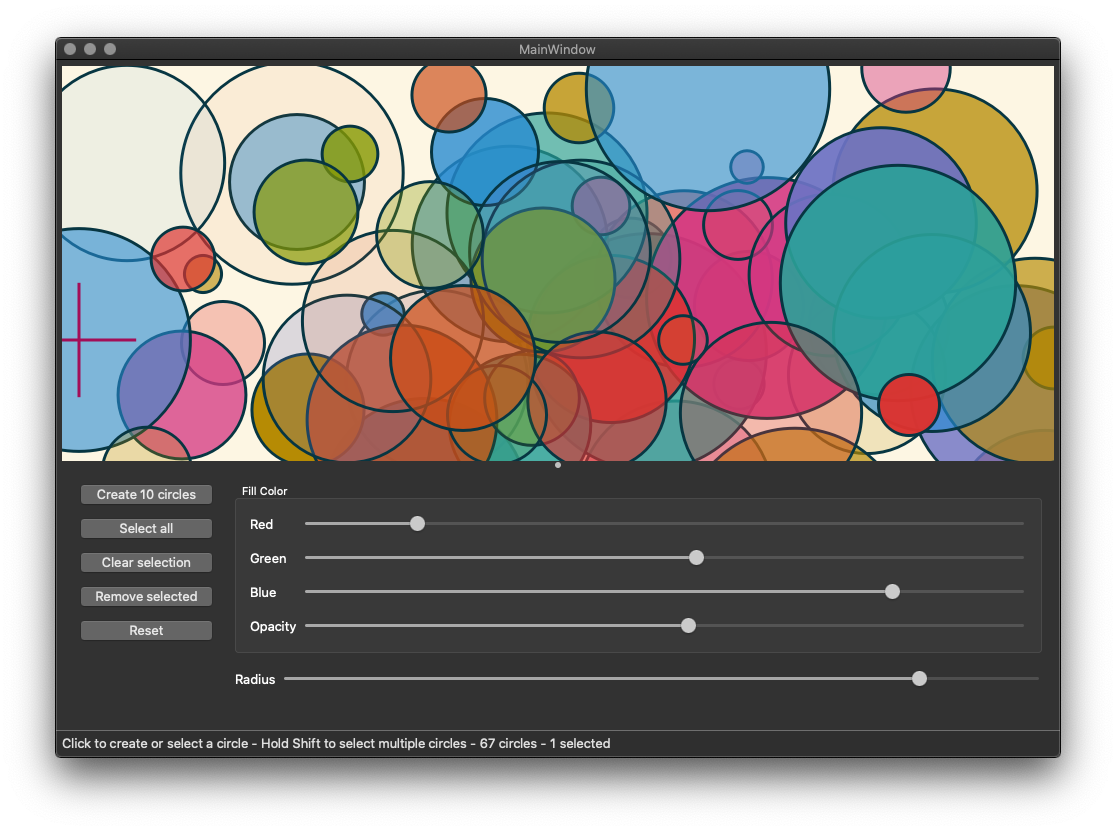 MainWindow
Create 10 circles
Select all
Clear selection
Remove selected
Reset
Fill Color
Red
Green
Blue
Opacity
Radius
Click to create or select a circle - Hold Shift to select multiple circles - 67 circles - 1 selected